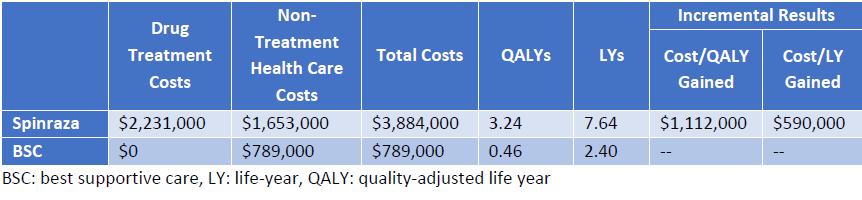 Drug Treatment Costs
Non-Treatment Health Care Costs
Total Costs
QALYs
LYs
Incremental Results
Cost/QALY Gained
Cost/LY Gained
Spinraza $2,231,000 $1,653,000 $3,884,000 3.24 7.64 $1,112,000 $590,000
BSC $0 $789,000 $789,000 0.46 2.40 -- --
BSC: best supportive care, LY: life-year, QALY: quality-adjusted life year